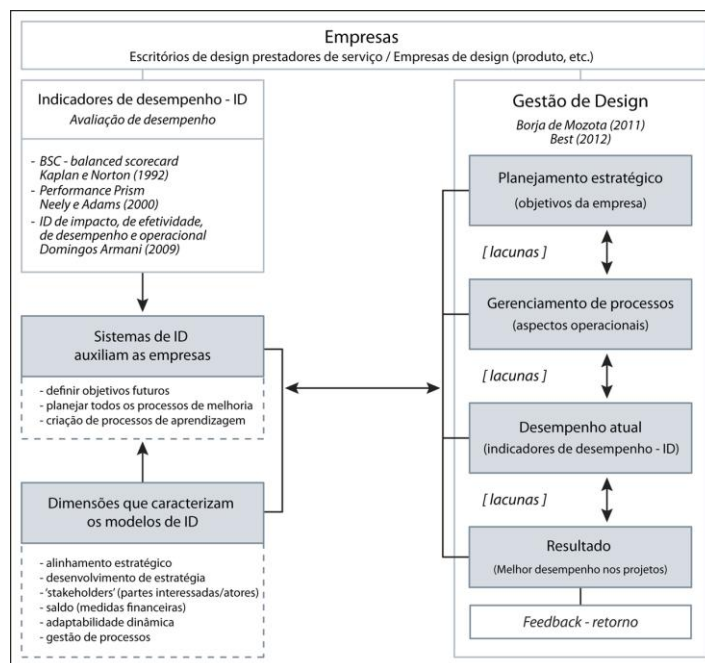 Empresas
Escritórios de design prestadores de serviço / Empresas de design (produto, etc.)
Indicadores de desempenho - ID
Avaliação de desempenho
- BSC - balanced scorecard
Kaplan e Norton (1992)
- Performance Prism
Neely e Adams (2000)
- ID de impacto, de efetividade,
de desempenho e operacional
Domingos Armani (2009)
Sistemas de ID
auxiliam as empresas
- definir objetivos futuros
- planejar todos os processos de melhoria
- criação de processos de aprendizagem
Dimensões que caracterizam
os modelos de ID
- alinhamento estratégico
- desenvolvimento de estratégia
- 'stakeholders' (partes interessadas/atores)
- saldo (medidas financeiras)
- adaptabilidade dinâmica
- gestão de processos
Gestão de Design
Borja de Mozota (2011)
Best (2012)
Planejamento estratégico
(objetivos da empresa)
[ lacunas ]
Gerenciamento de processos
(aspectos operacionais)
[ lacunas ]
Desempenho atual
(indicadores de desempenho - ID)
[ lacunas ]
Resultado
(Melhor desempenho nos projetos)
Feedback - retorno